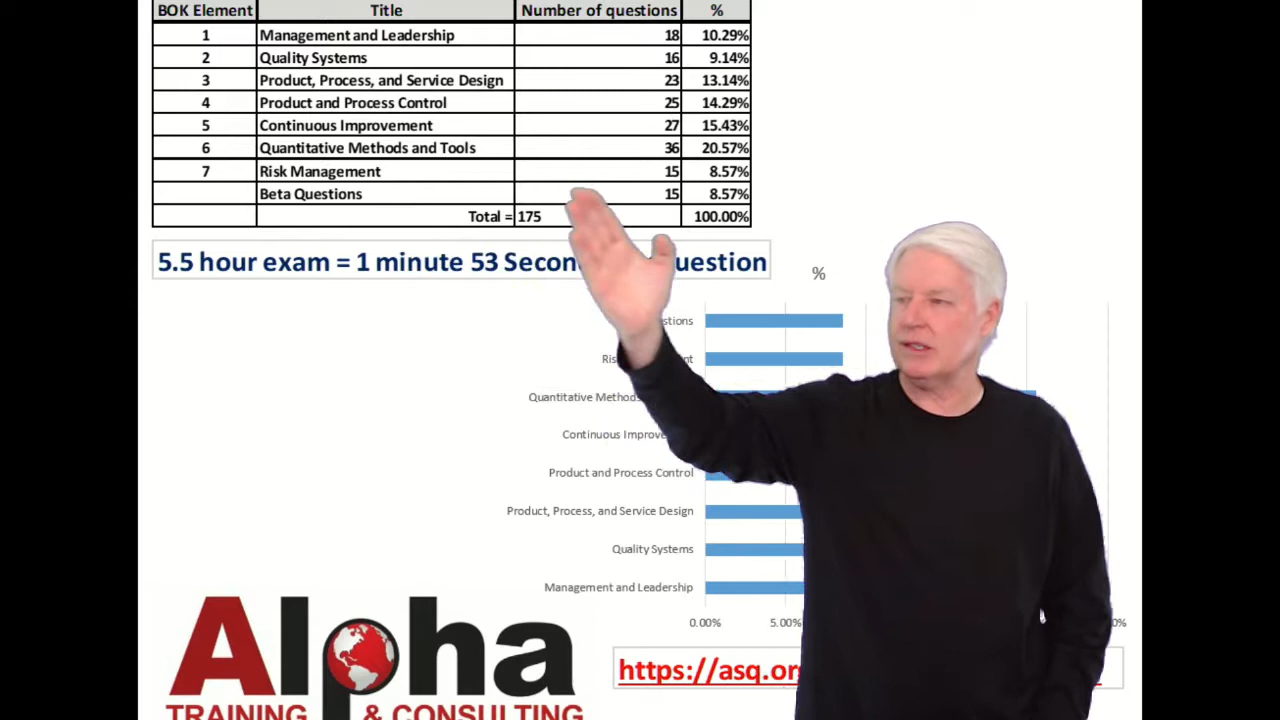 BOK Element Title Number of questions %
1 Management and Leadership 18 10.29%
2 Quality Systems 16 9.14%
3 Product, Process, and Service Design 23 13.14%
4 Product and Process Control 25 14.29%
5 Continuous Improvement 27 15.43%
6 Quantitative Methods and Tools 36 20.57%
7 Risk Management 15 8.57%
Beta Questions 15 8.57%
Total = 175 100.00%
5.5 hour exam = 1 minute 53
%
Quantitative Methods
Continuous
Product and Process Control
Product, Process, and Service Design
Quality Systems
Management and Leadership
0.00% 5.00%
https://asq.or
Alpha
TRAINING & CONSULTING